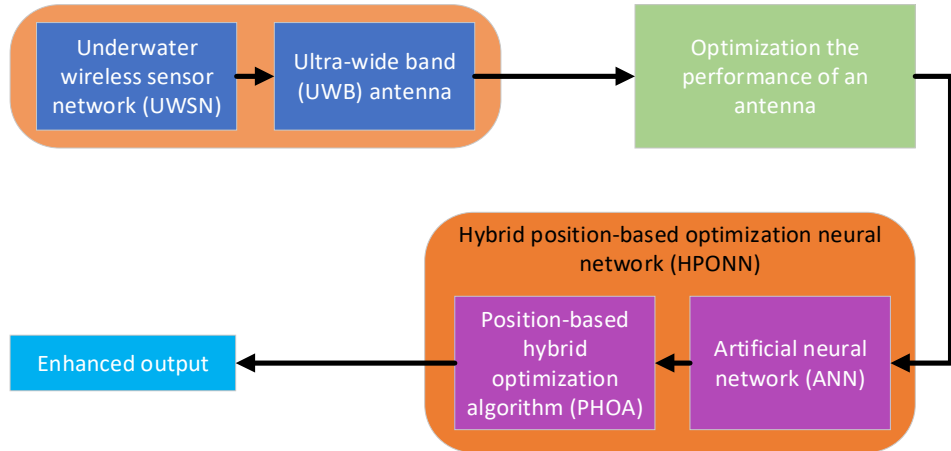 Underwater
wireless sensor
network (UWSN)
Ultra-wide band
(UWB) antenna
Optimization the
performance of an
antenna
Hybrid position-based optimization neural
network (HPONN)
Position-based
hybrid
optimization
algorithm (PHOA)
Artificial neural
network (ANN)
Enhanced output